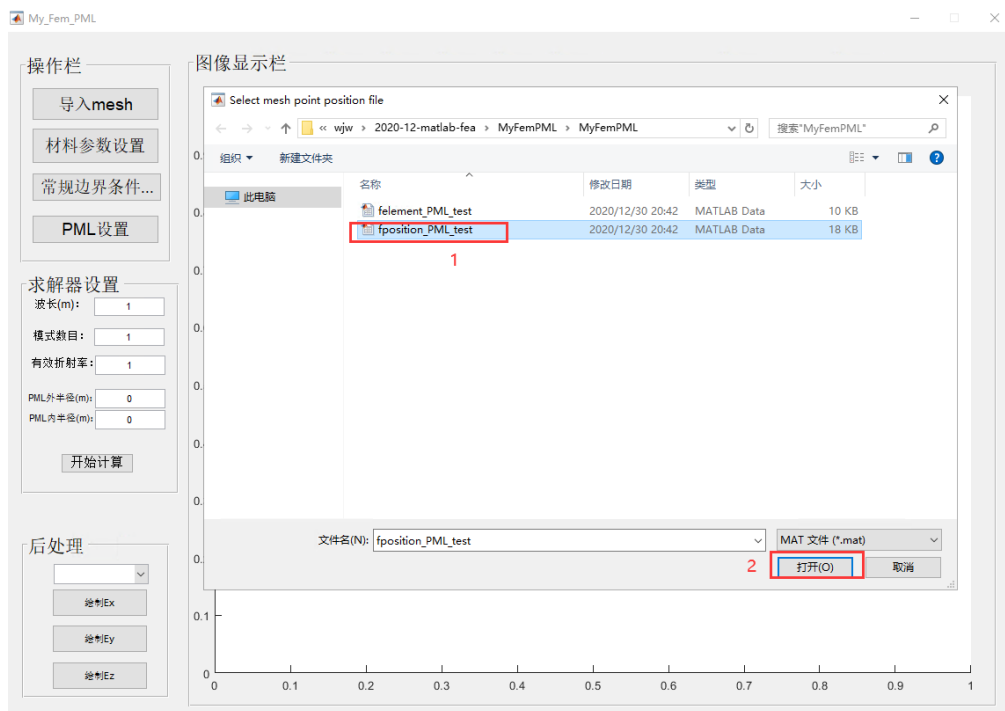 My_Fem_PML
操作栏
导入mesh
材料参数设置
常规边界条件...
PML设置
求解器设置
波长(m)：
1
模式数目：
1
有效折射率：
1
PML外半径(m)：
0
PML内半径(m)：
0
开始计算
后处理
绘制Ex
绘制Ey
绘制Ez
图像显示栏
Select mesh point position file
« wjw › 2020-12-matlab-fea › MyFemPML › MyFemPML
搜索"MyFemPML"
组织
新建文件夹
此电脑
名称 修改日期 类型 大小
felement_PML_test 2020/12/30 20:42 MATLAB Data 10 KB
fposition_PML_test 2020/12/30 20:42 MATLAB Data 18 KB
1
文件名(N): fposition_PML_test MAT 文件 (*.mat)
2 打开(O) 取消
0.1
0
0 0.1 0.2 0.3 0.4 0.5 0.6 0.7 0.8 0.9 1